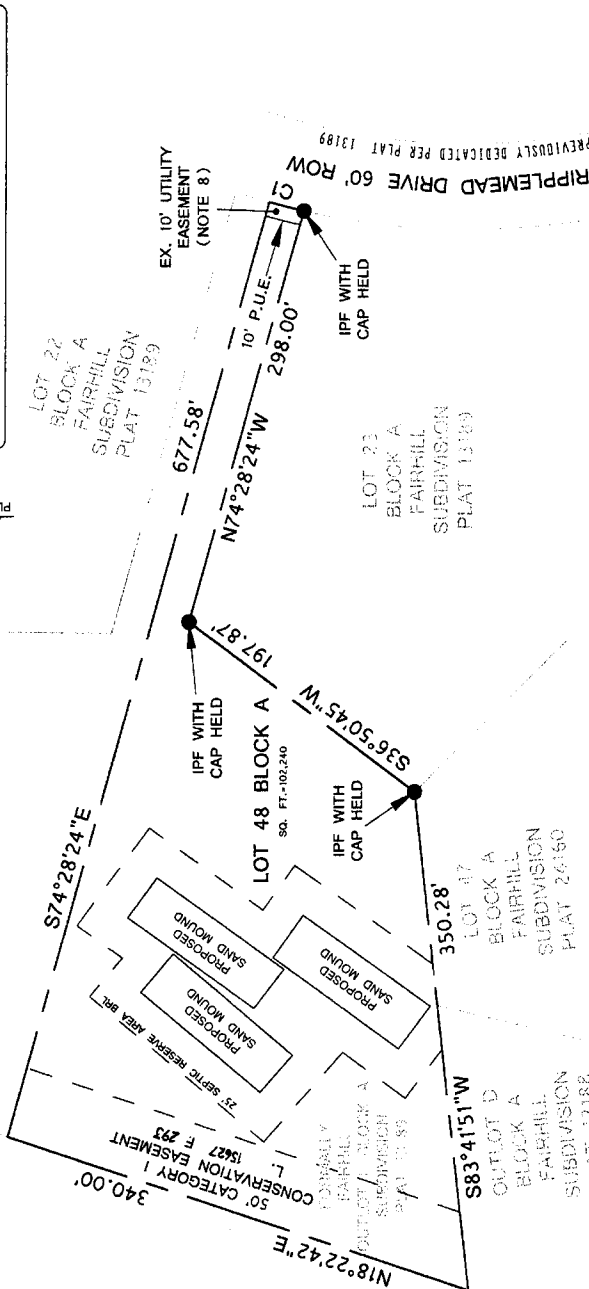 LOT 22
BLOCK A
FAIRHILL
SUBDIVISION
PLAT 13189
EX. 10' UTILITY
EASEMENT
(NOTE 8)
C1
RIPPLEMEAD DRIVE 60' ROW
PREVIOUSLY DEDICATED PER PLAT 13189
IPF WITH
CAP HELD
10' P.U.E.
298.00'
N74°28'24"W
677.58'
S74°28'24"E
LOT 23
BLOCK A
FAIRHILL
SUBDIVISION
PLAT 13189
IPF WITH
CAP HELD
197.87'
S36°50'45"W
LOT 48 BLOCK A
SQ. FT.=102,240
IPF WITH
CAP HELD
PROPOSED
SAND MOUND
PROPOSED
SAND MOUND
PROPOSED
SAND MOUND
25' SEPTIC RESERVE AREA BRL
350.28'
S83°41'51"W
LOT 47
BLOCK A
FAIRHILL
SUBDIVISION
PLAT 24160
OUTLOT D
BLOCK A
FAIRHILL
SUBDIVISION
FORMERLY
FAIRHILL
BLOCK A
SUBDIVISION
50' CATEGORY I
CONSERVATION EASEMENT
L. 15427 F. 293
340.00'
N18°22'42"E